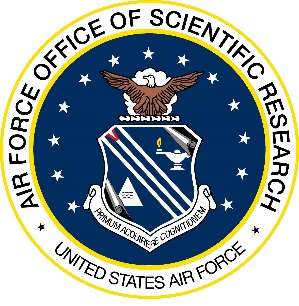 AIR FORCE OFFICE OF SCIENTIFIC RESEARCH
PRIMUM ACQUIRERE COGNITIONEM
UNITED STATES AIR FORCE